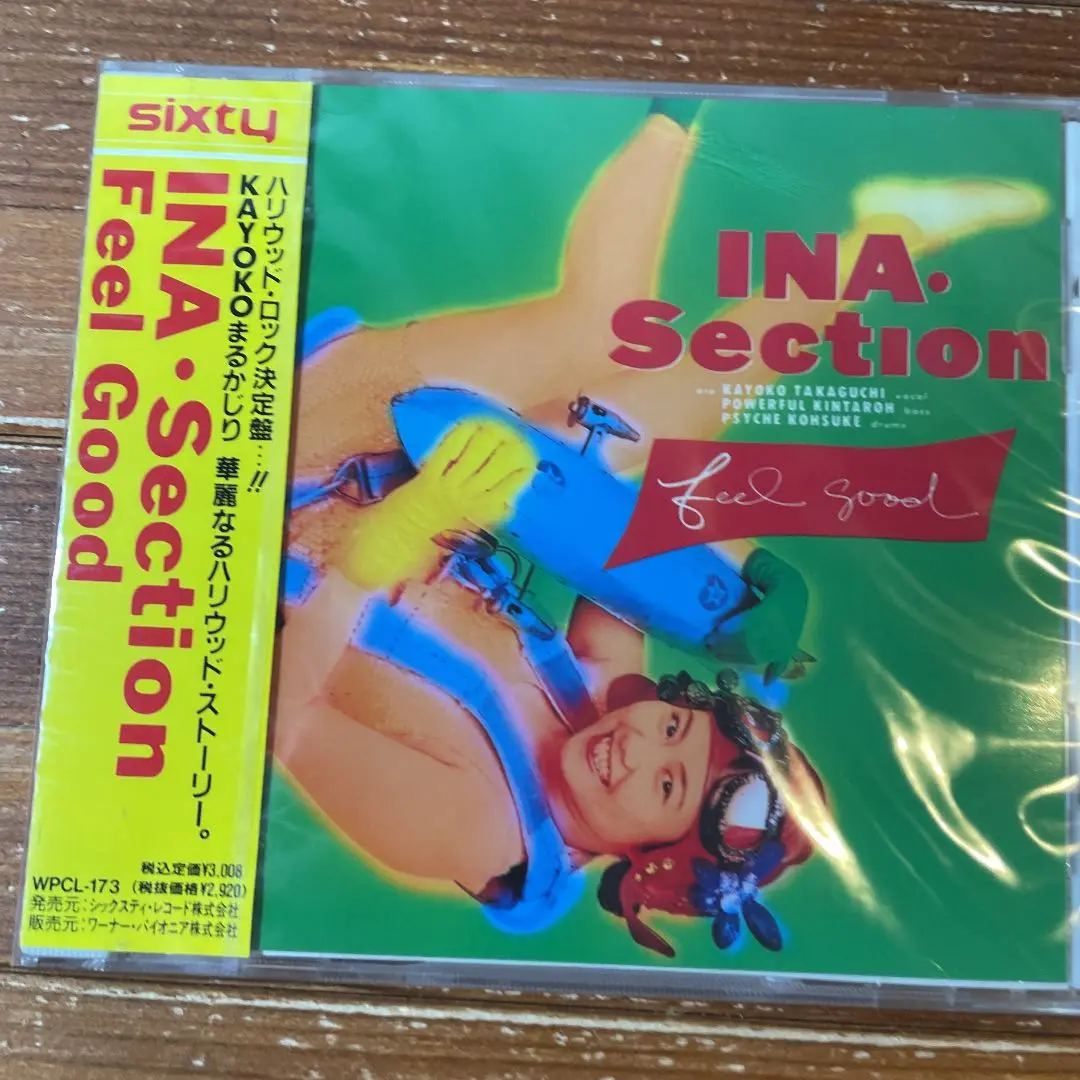 sixty
INA・Section
Feel Good
ハリウッド・ロック決定盤…!!
KAYOKOまるかじり 華麗なるハリウッド・ストーリー。
税込定価¥3,008
WPCL-173 (税抜価格¥2,920)
発売元：シックスティ・レコード株式会社
販売元：ワーナー・パイオニア株式会社
INA・
Section
are KAYOKO TAKAGUCHI vocal
POWERFUL KINTAROH bass
PSYCHE KOHSUKE drums
feel good